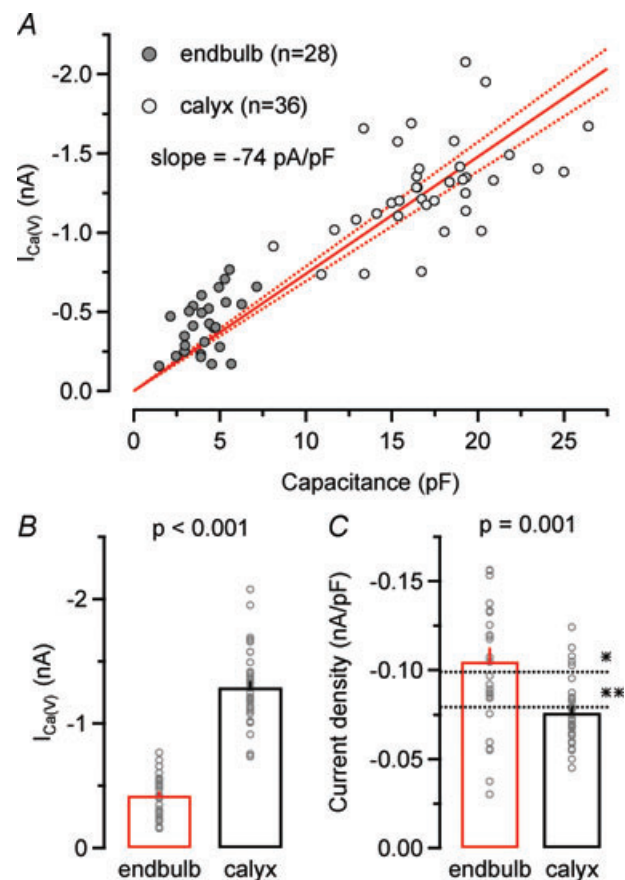 A
-2.0
-1.5
-1.0
-0.5
0.0
I_Ca(V) (nA)
endbulb (n=28)
calyx (n=36)
slope = -74 pA/pF
0 5 10 15 20 25
Capacitance (pF)
B
p < 0.001
-2
-1
0
I_Ca(V) (nA)
endbulb calyx
C
p = 0.001
-0.15
-0.10
-0.05
0.00
Current density (nA/pF)
*
**
endbulb calyx